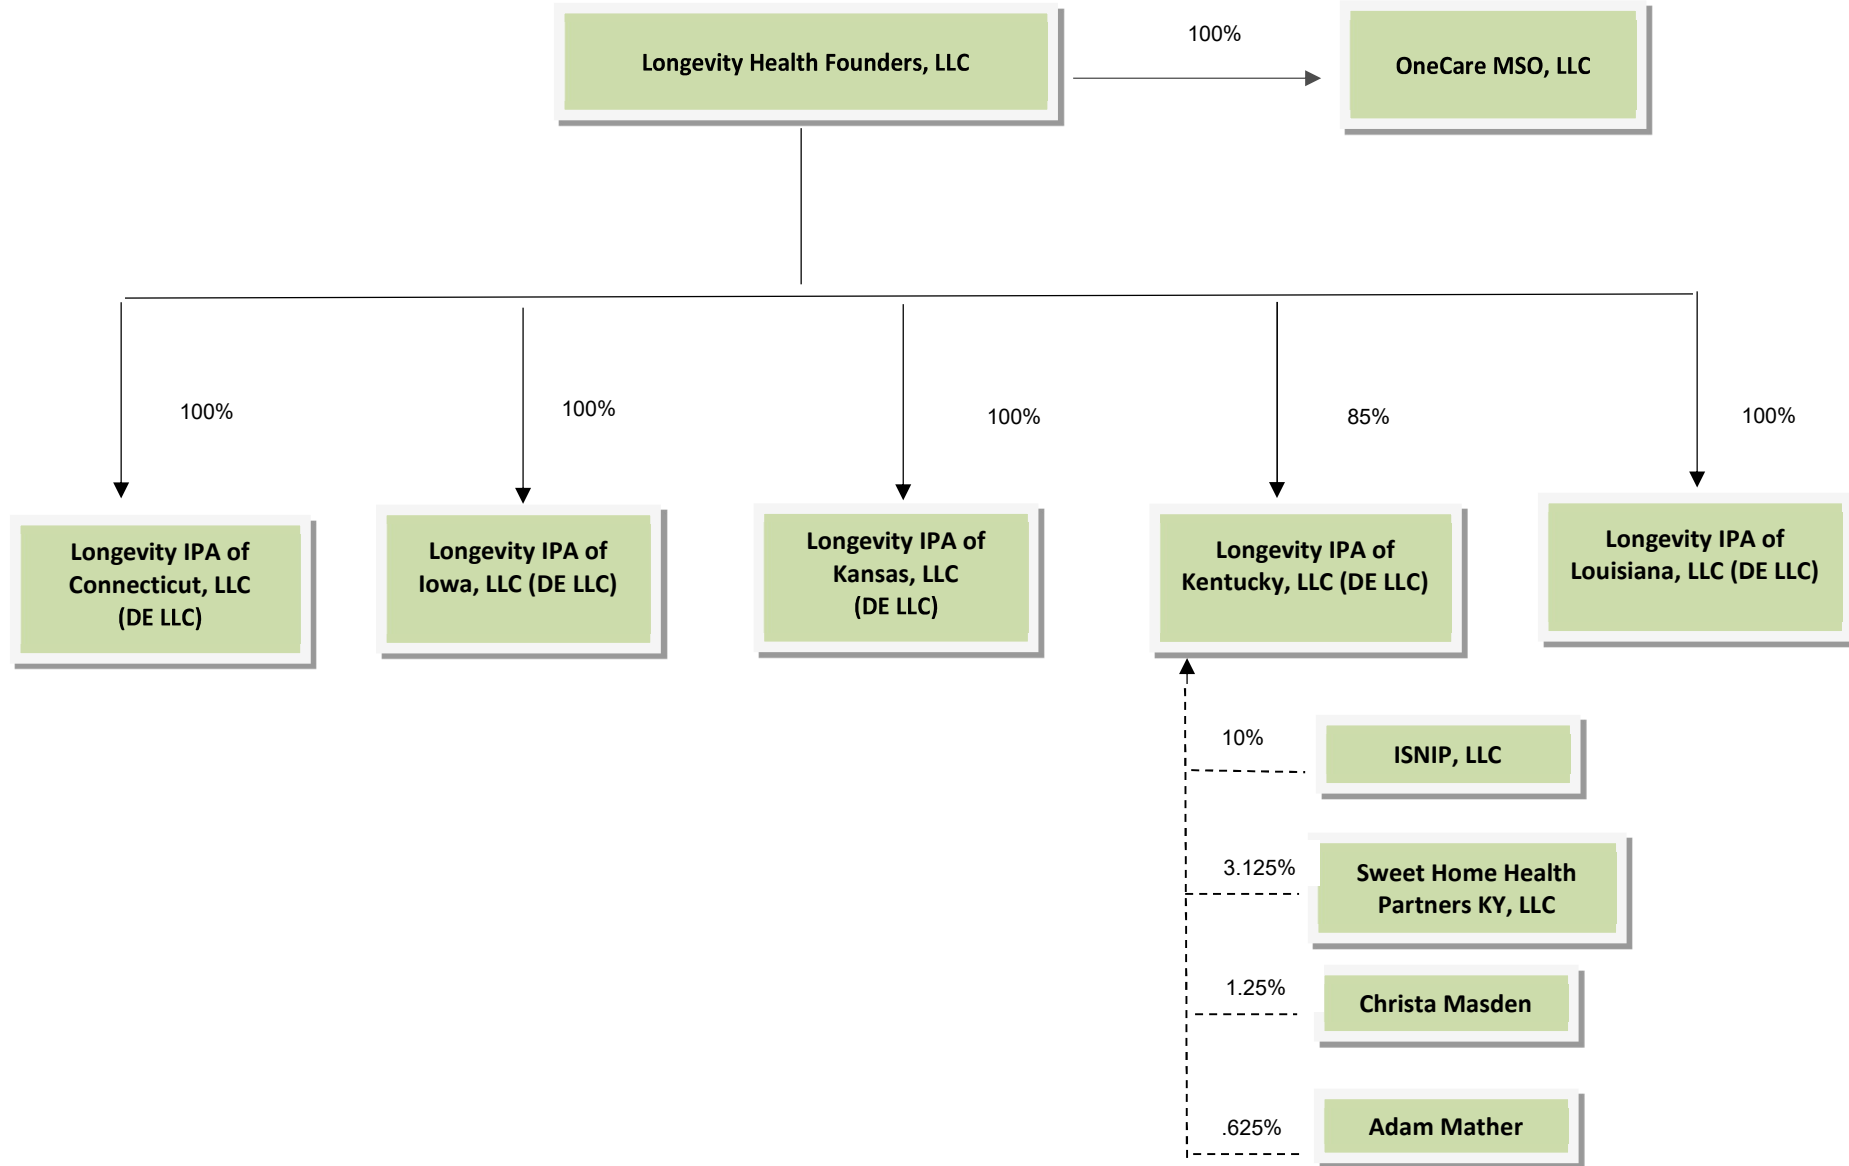 Longevity Health Founders, LLC
100%
OneCare MSO, LLC
100%
100%
100%
85%
100%
Longevity IPA of
Connecticut, LLC
(DE LLC)
Longevity IPA of
Iowa, LLC (DE LLC)
Longevity IPA of
Kansas, LLC
(DE LLC)
Longevity IPA of
Kentucky, LLC (DE LLC)
Longevity IPA of
Louisiana, LLC (DE LLC)
10%
ISNIP, LLC
3.125%
Sweet Home Health
Partners KY, LLC
1.25%
Christa Masden
.625%
Adam Mather